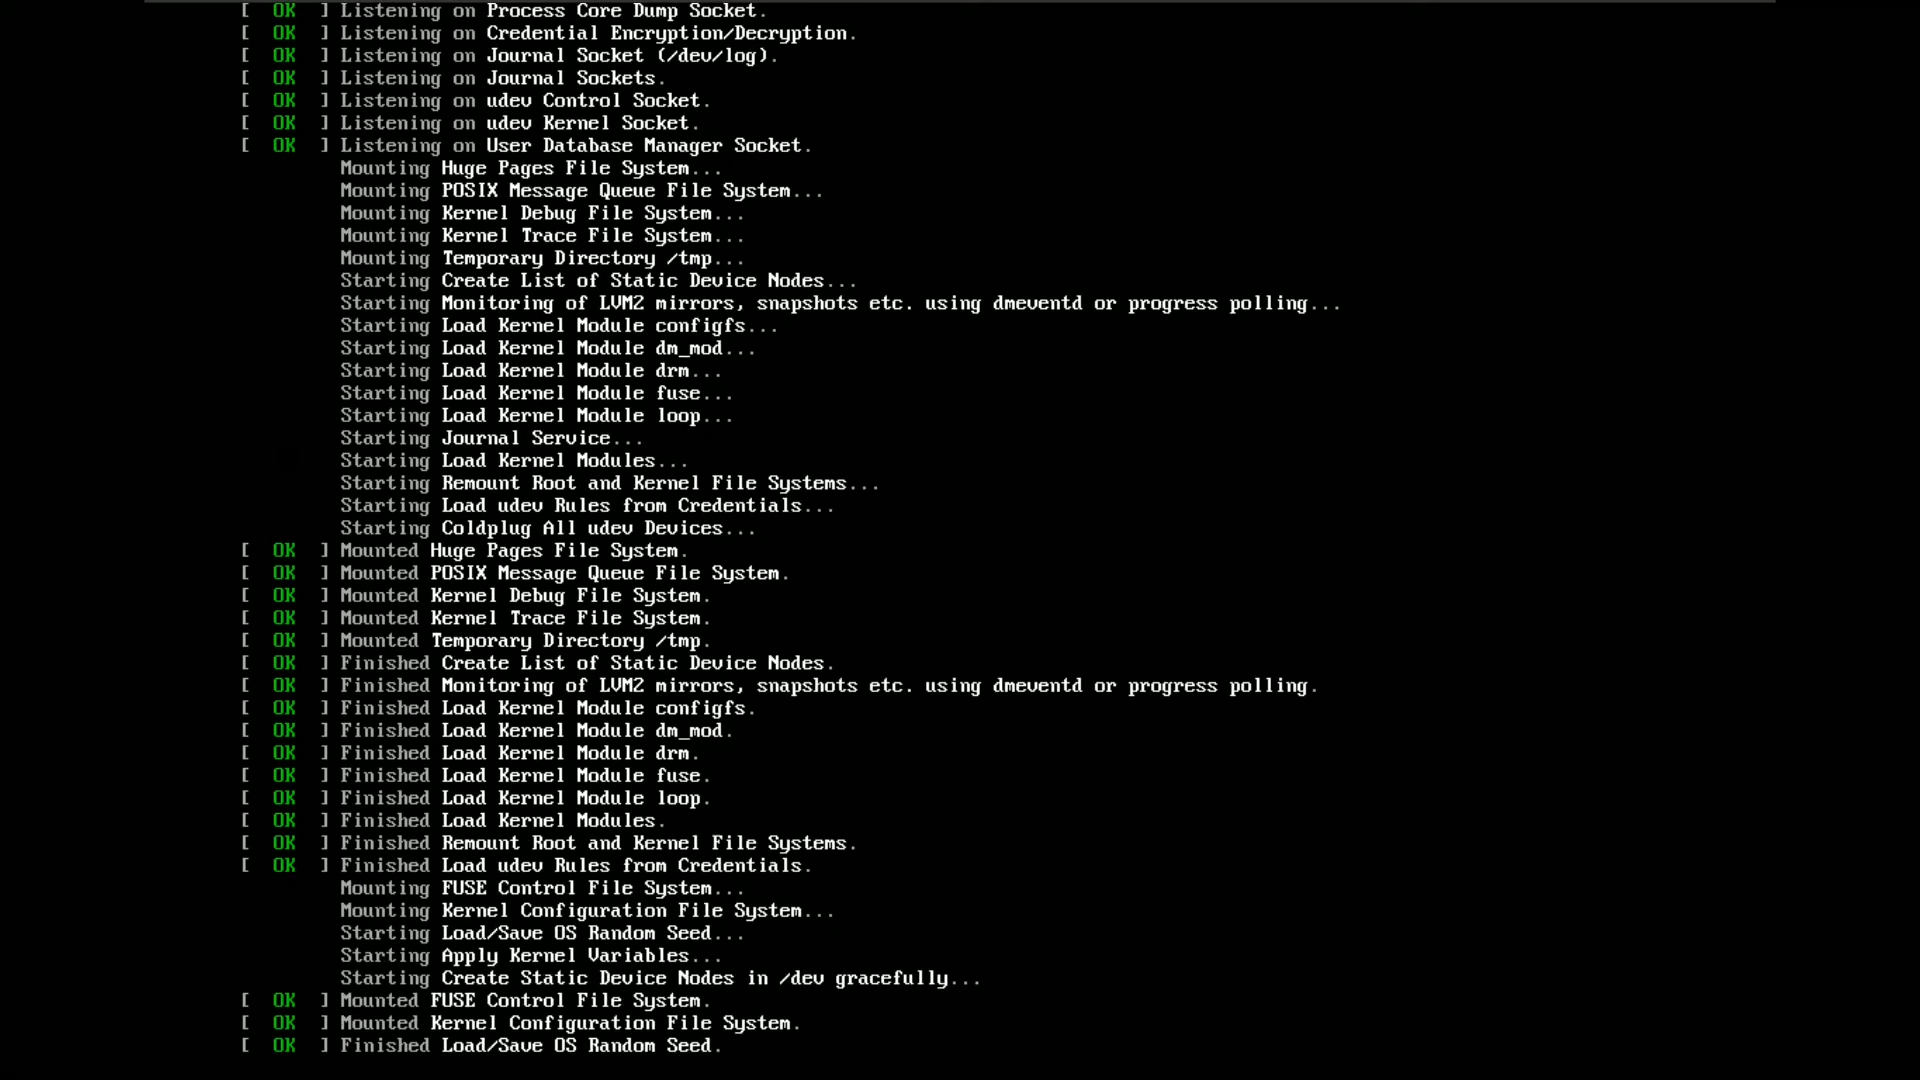 [  OK  ] Listening on Process Core Dump Socket.
[  OK  ] Listening on Credential Encryption/Decryption.
[  OK  ] Listening on Journal Socket (/dev/log).
[  OK  ] Listening on Journal Sockets.
[  OK  ] Listening on udev Control Socket.
[  OK  ] Listening on udev Kernel Socket.
[  OK  ] Listening on User Database Manager Socket.
Mounting Huge Pages File System...
Mounting POSIX Message Queue File System...
Mounting Kernel Debug File System...
Mounting Kernel Trace File System...
Mounting Temporary Directory /tmp...
Starting Create List of Static Device Nodes...
Starting Monitoring of LVM2 mirrors, snapshots etc. using dmeventd or progress polling...
Starting Load Kernel Module configfs...
Starting Load Kernel Module dm_mod...
Starting Load Kernel Module drm...
Starting Load Kernel Module fuse...
Starting Load Kernel Module loop...
Starting Journal Service...
Starting Load Kernel Modules...
Starting Remount Root and Kernel File Systems...
Starting Load udev Rules from Credentials...
Starting Coldplug All udev Devices...
[  OK  ] Mounted Huge Pages File System.
[  OK  ] Mounted POSIX Message Queue File System.
[  OK  ] Mounted Kernel Debug File System.
[  OK  ] Mounted Kernel Trace File System.
[  OK  ] Mounted Temporary Directory /tmp.
[  OK  ] Finished Create List of Static Device Nodes.
[  OK  ] Finished Monitoring of LVM2 mirrors, snapshots etc. using dmeventd or progress polling.
[  OK  ] Finished Load Kernel Module configfs.
[  OK  ] Finished Load Kernel Module dm_mod.
[  OK  ] Finished Load Kernel Module drm.
[  OK  ] Finished Load Kernel Module fuse.
[  OK  ] Finished Load Kernel Module loop.
[  OK  ] Finished Load Kernel Modules.
[  OK  ] Finished Remount Root and Kernel File Systems.
[  OK  ] Finished Load udev Rules from Credentials.
Mounting FUSE Control File System...
Mounting Kernel Configuration File System...
Starting Load/Save OS Random Seed...
Starting Apply Kernel Variables...
Starting Create Static Device Nodes in /dev gracefully...
[  OK  ] Mounted FUSE Control File System.
[  OK  ] Mounted Kernel Configuration File System.
[  OK  ] Finished Load/Save OS Random Seed.